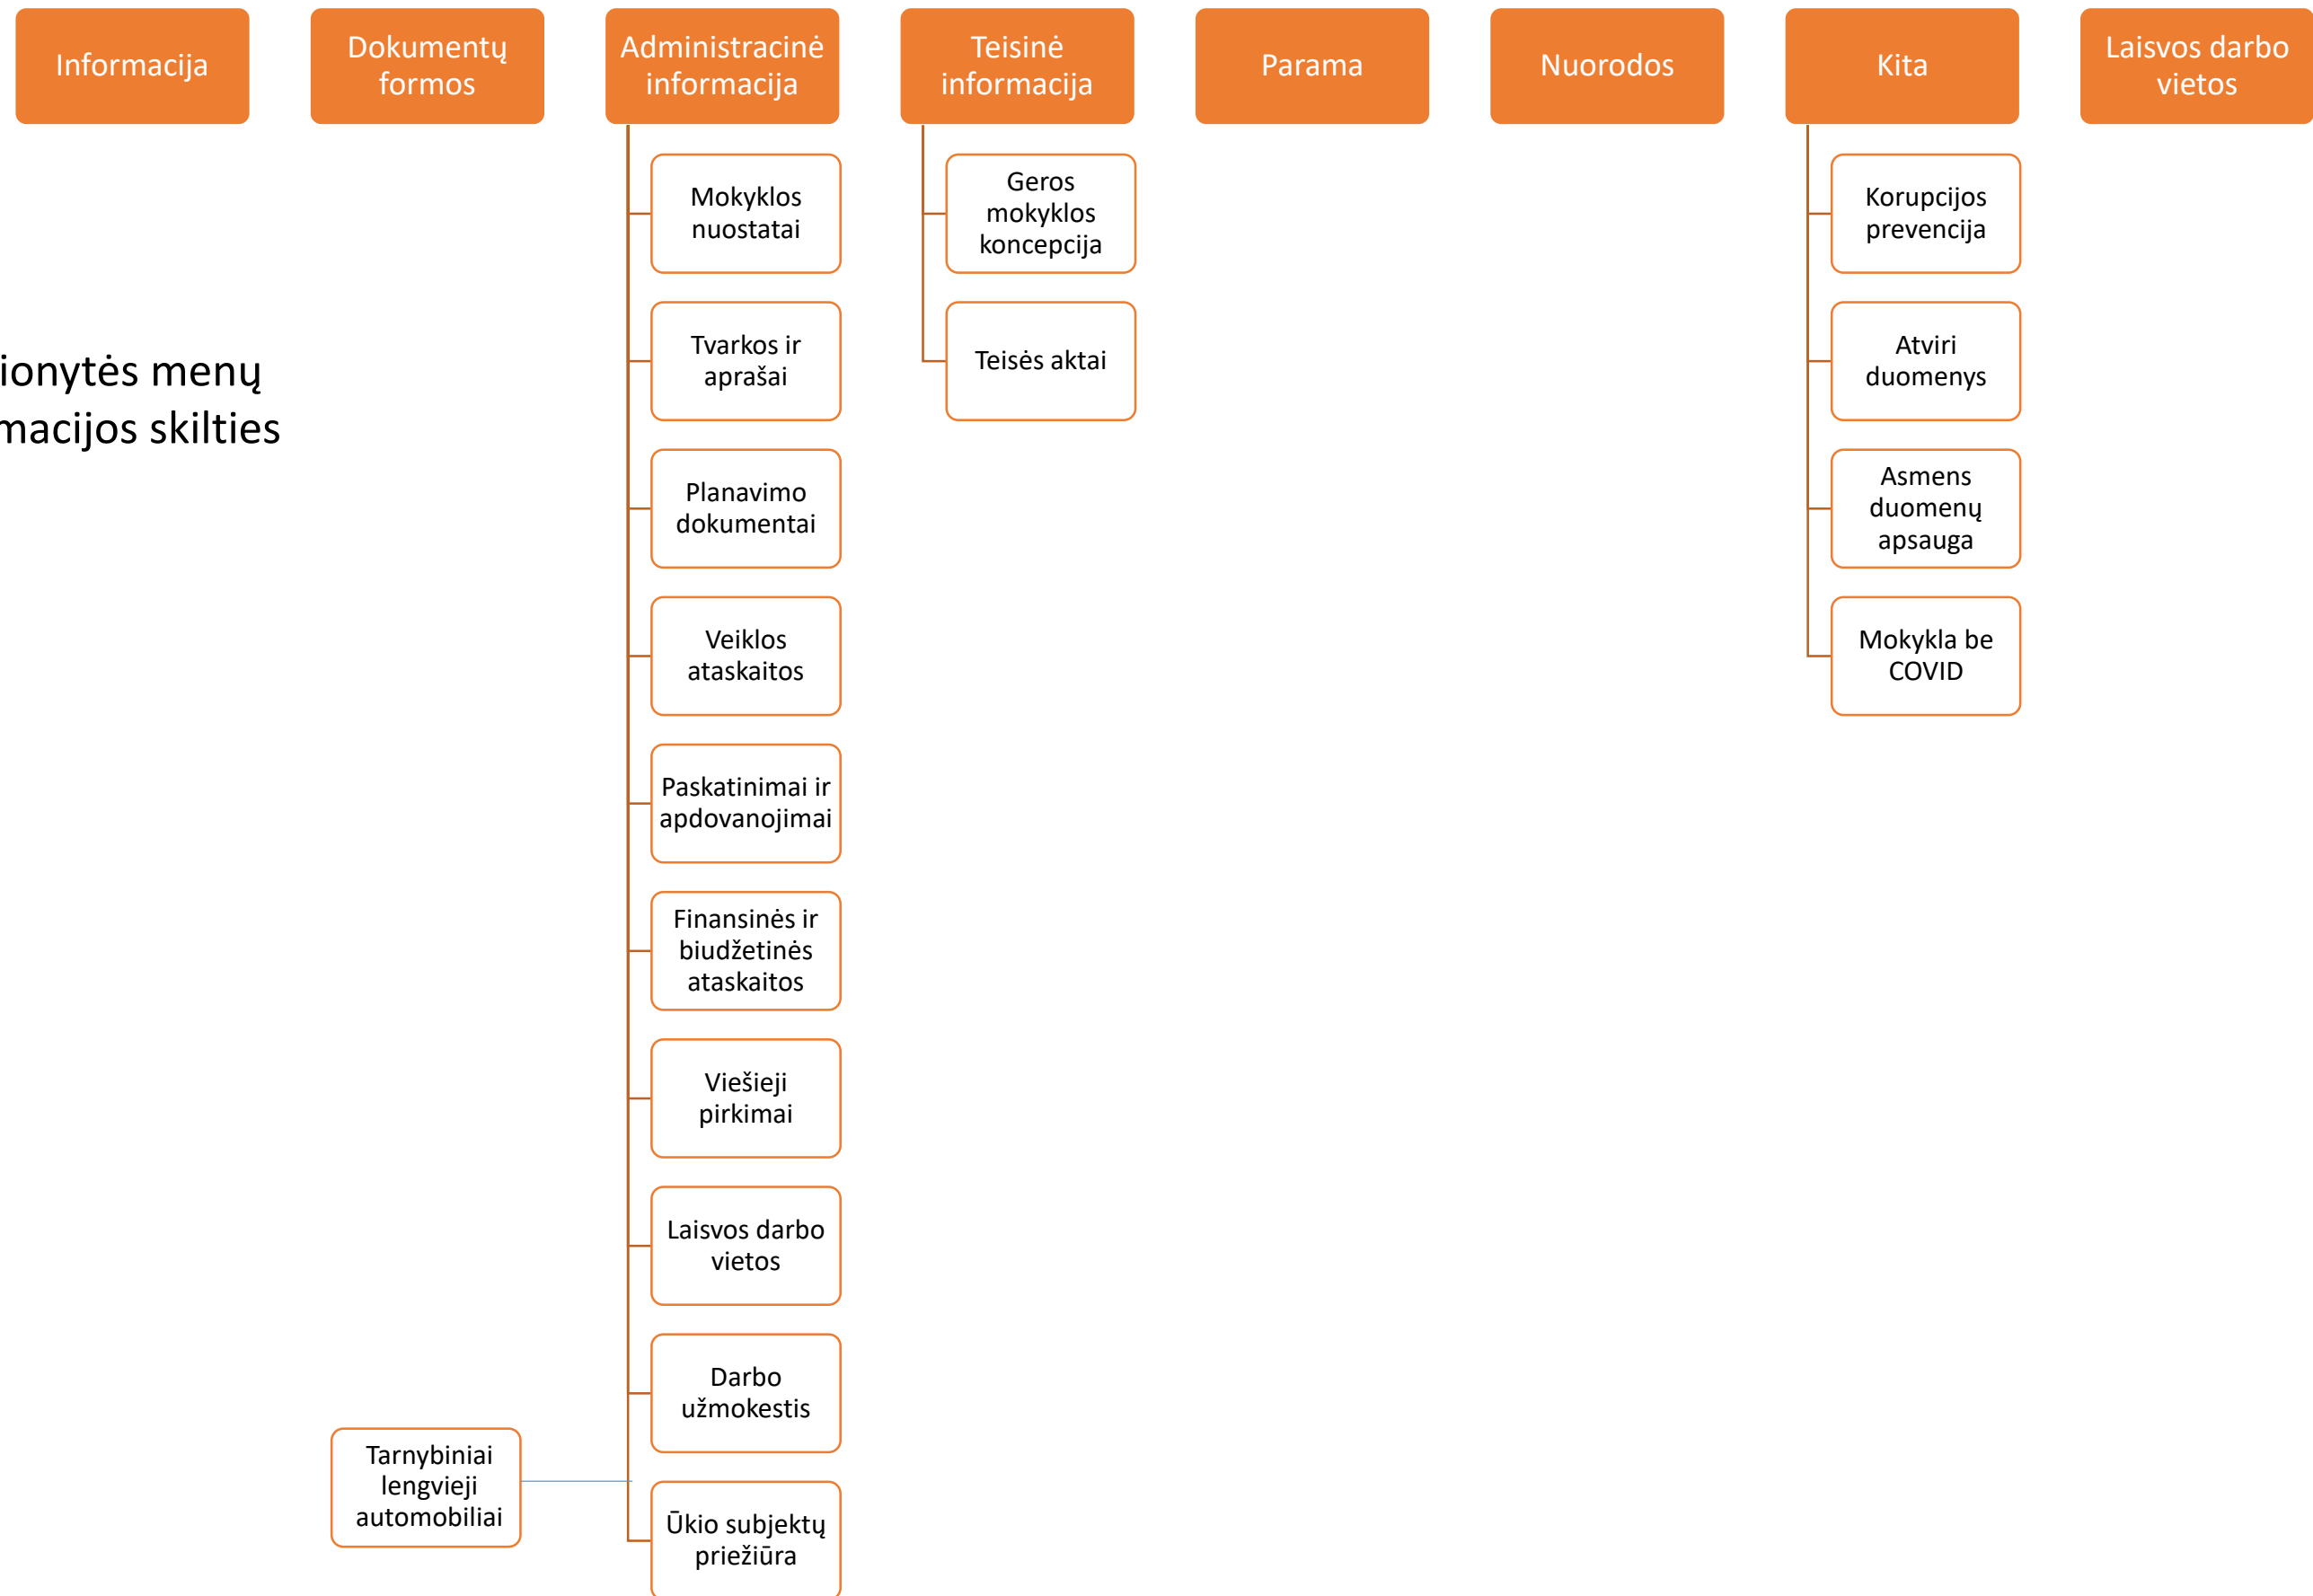 Informacija
Dokumentų
formos
Administracinė
informacija
Teisinė
informacija
Parama
Nuorodos
Kita
Laisvos darbo
vietos
menų
skilties
Mokyklos
nuostatai
Tvarkos ir
aprašai
Planavimo
dokumentai
Veiklos
ataskaitos
Paskatinimai ir
apdovanojimai
Finansinės ir
biudžetinės
ataskaitos
Viešieji
pirkimai
Laisvos darbo
vietos
Darbo
užmokestis
Tarnybiniai
lengvieji
automobiliai
Ūkio subjektų
priežiūra
Geros
mokyklos
koncepcija
Teisės aktai
Korupcijos
prevencija
Atviri
duomenys
Asmens
duomenų
apsauga
Mokykla be
COVID